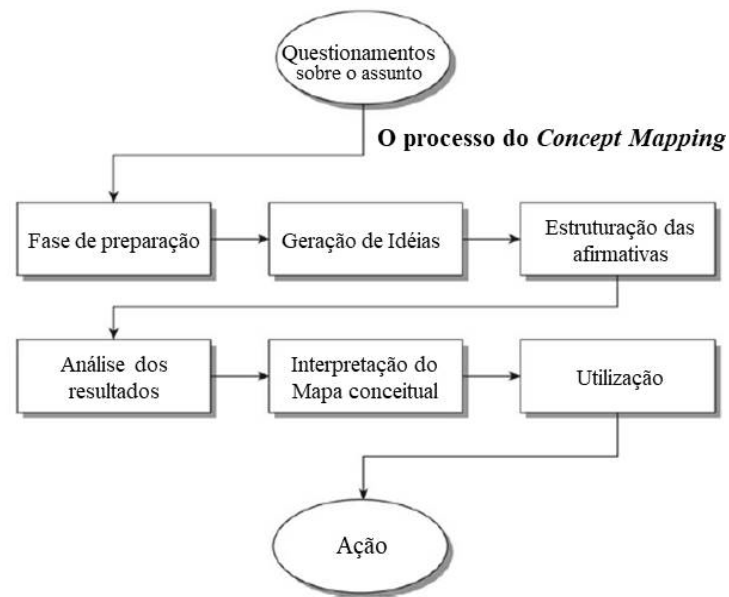 Questionamentos
sobre o assunto
O processo do Concept Mapping
Fase de preparação
Geração de Idéias
Estruturação das
afirmativas
Análise dos
resultados
Interpretação do
Mapa conceitual
Utilização
Ação